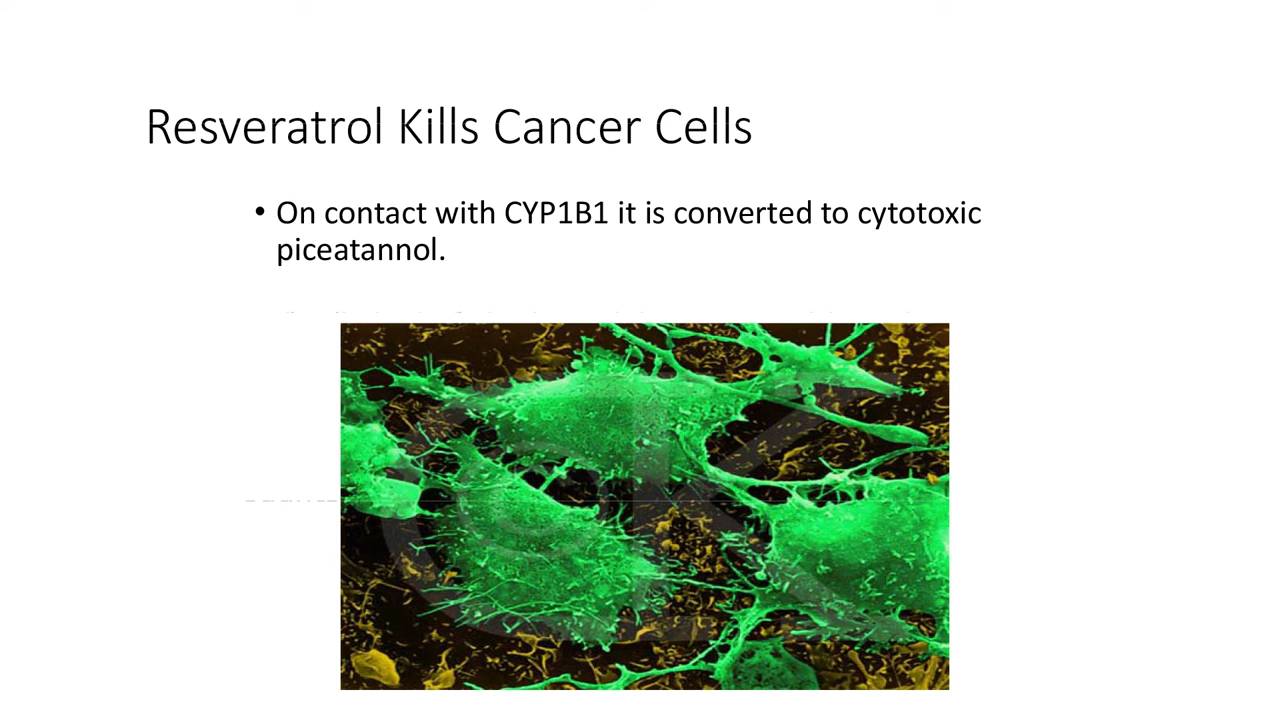 Resveratrol Kills Cancer Cells
• On contact with CYP1B1 it is converted to cytotoxic
piceatannol.